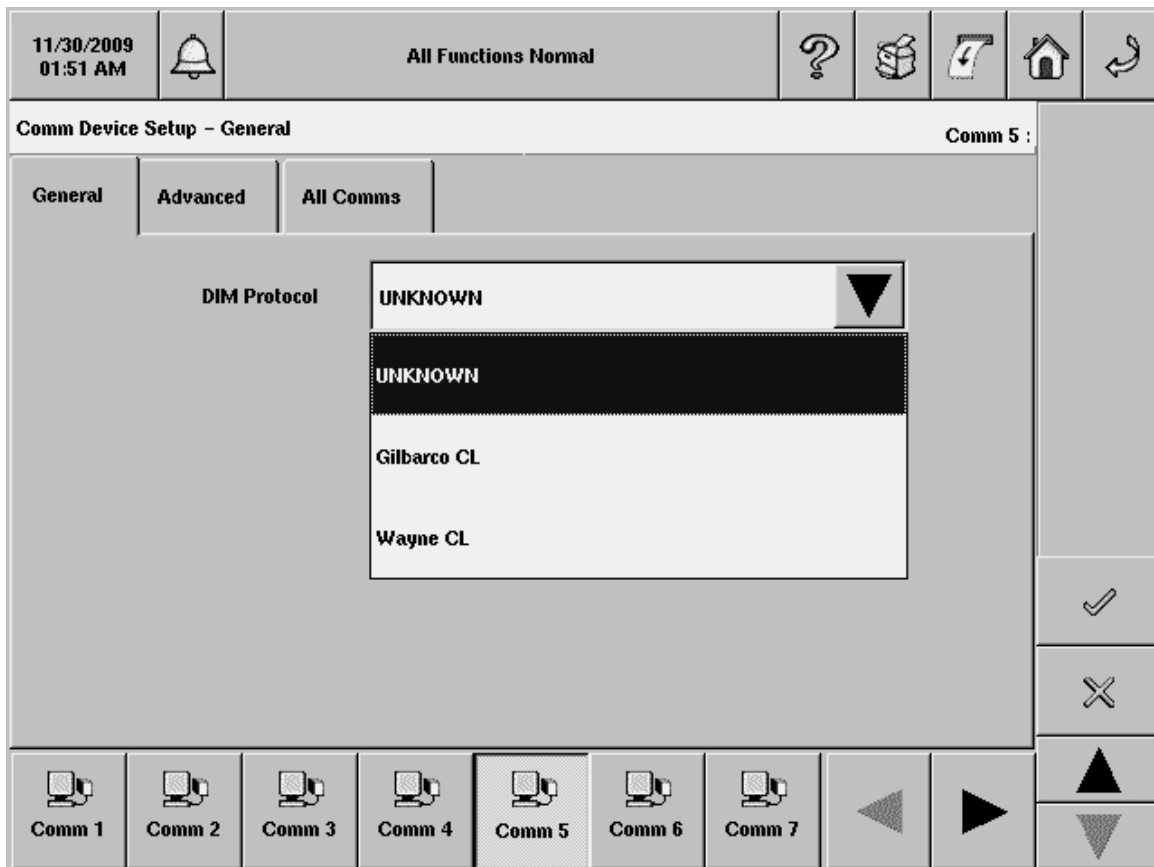 11/30/2009
01:51 AM
All Functions Normal
Comm Device Setup - General
Comm 5 :
General
Advanced
All Comms
DIM Protocol
UNKNOWN
UNKNOWN
Gilbarco CL
Wayne CL
Comm 1
Comm 2
Comm 3
Comm 4
Comm 5
Comm 6
Comm 7